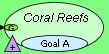 Coral Reefs
G
Goal A
+